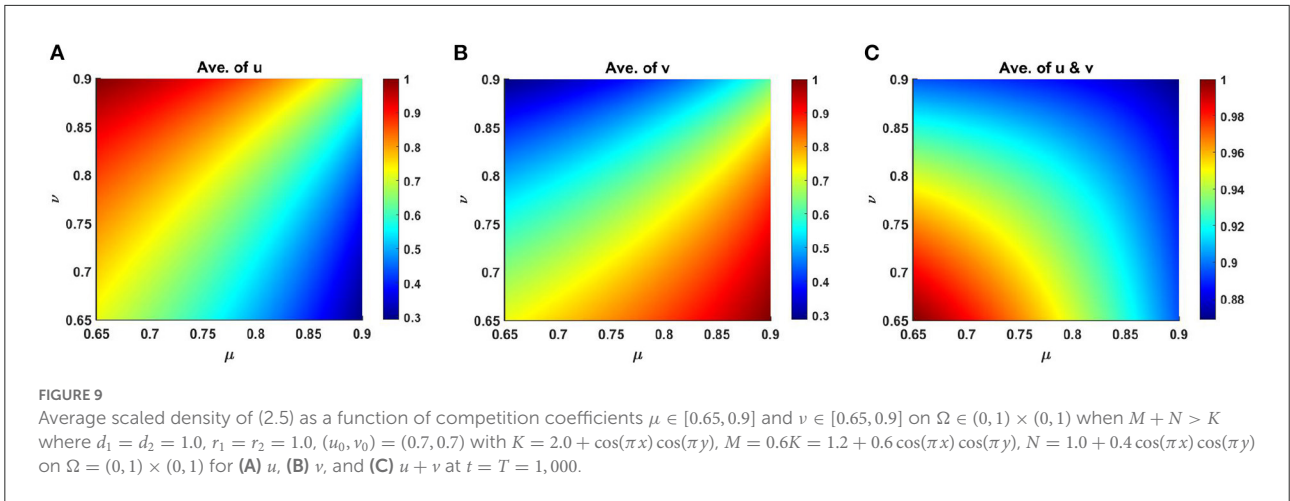 A
Ave. of u
0.9
0.85
0.8
0.75
0.7
0.65
ν
0.65 0.7 0.75 0.8 0.85 0.9
μ
1
0.9
0.8
0.7
0.6
0.5
0.4
0.3
B
Ave. of v
0.9
0.85
0.8
0.75
0.7
0.65
ν
0.65 0.7 0.75 0.8 0.85 0.9
μ
1
0.9
0.8
0.7
0.6
0.5
0.4
0.3
C
Ave. of u & v
0.9
0.85
0.8
0.75
0.7
0.65
ν
0.65 0.7 0.75 0.8 0.85 0.9
μ
1
0.98
0.96
0.94
0.92
0.9
0.88
FIGURE 9
Average scaled density of (2.5) as a function of competition coefficients μ ∈ [0.65, 0.9] and ν ∈ [0.65, 0.9] on Ω ∈ (0, 1) × (0, 1) when M + N > K
where d₁ = d₂ = 1.0, r₁ = r₂ = 1.0, (u₀, v₀) = (0.7, 0.7) with K = 2.0 + cos(πx) cos(πy), M = 0.6K = 1.2 + 0.6 cos(πx) cos(πy), N = 1.0 + 0.4 cos(πx) cos(πy)
on Ω = (0, 1) × (0, 1) for (A) u, (B) v, and (C) u + v at t = T = 1,000.